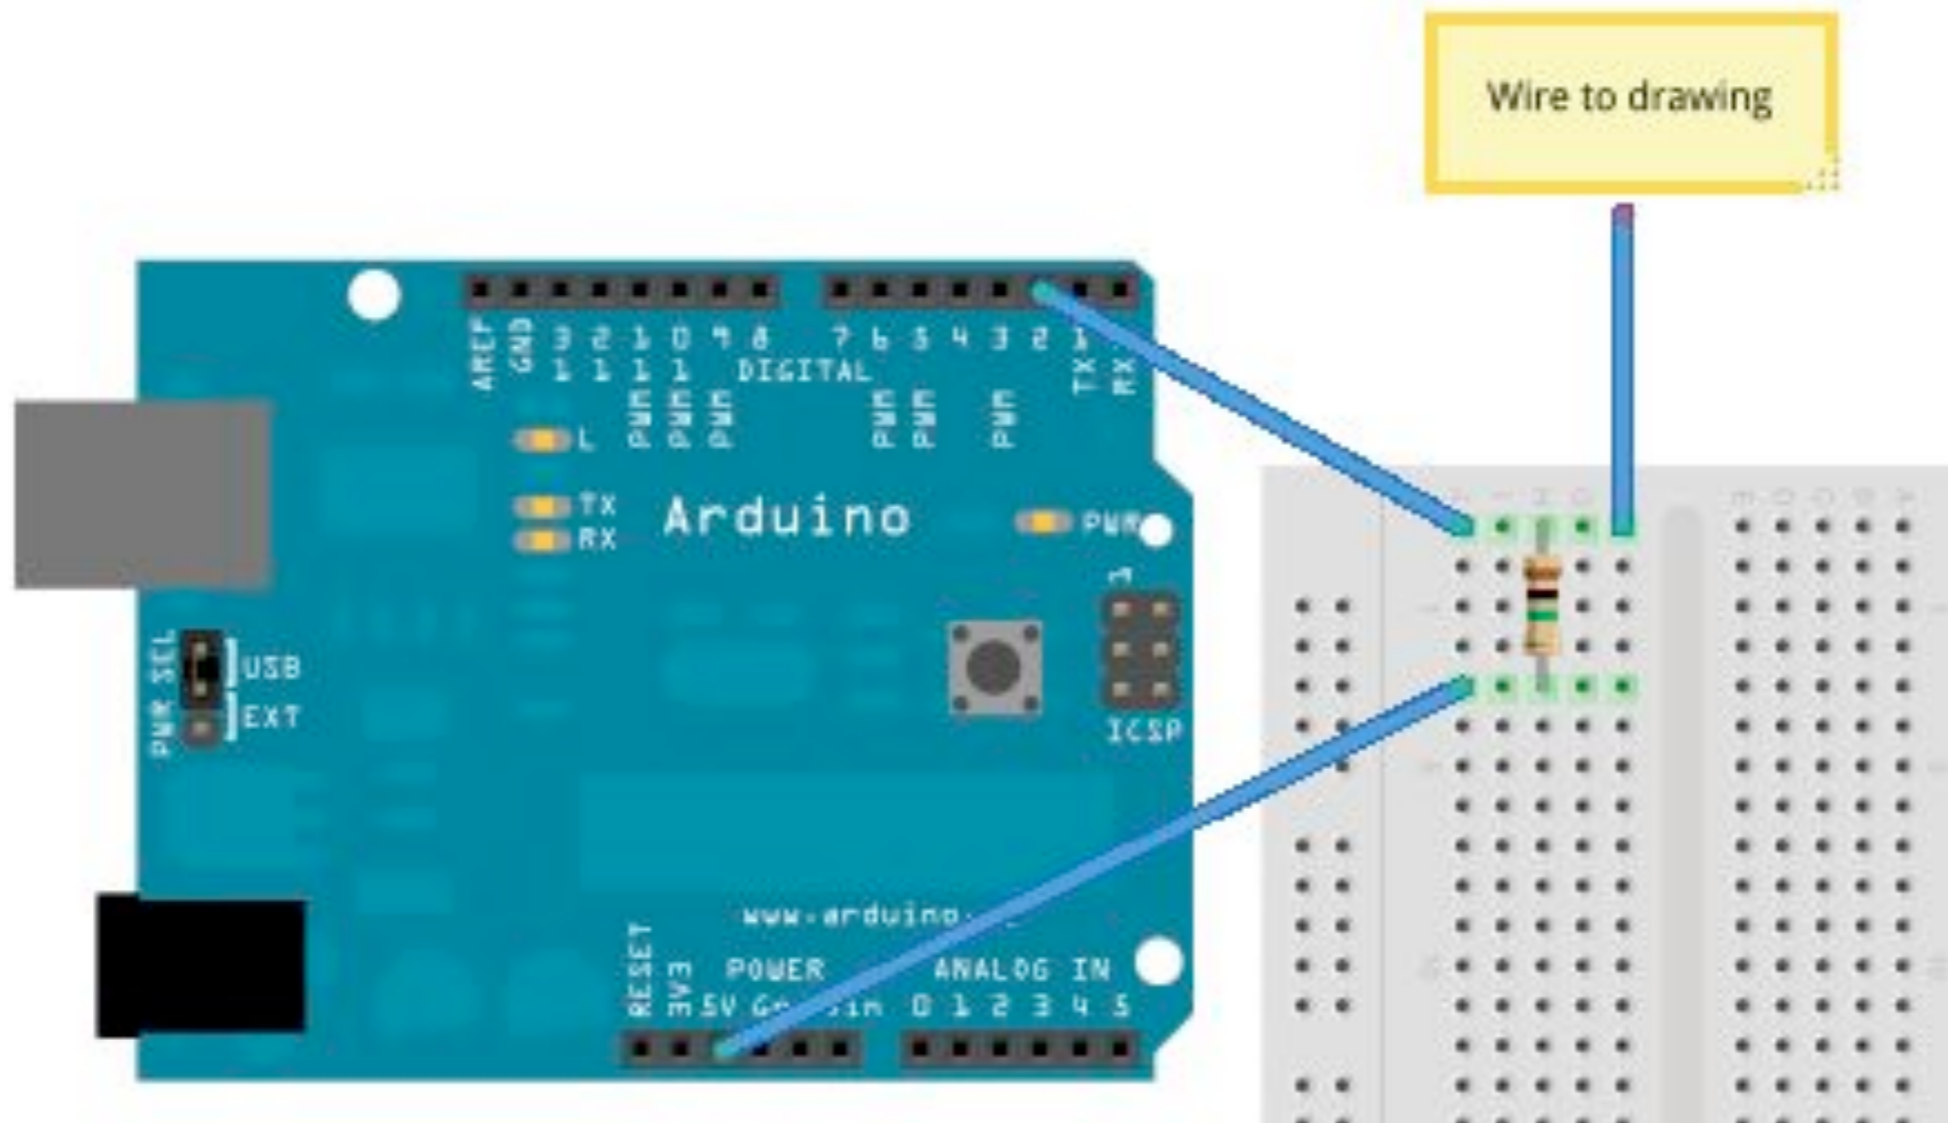 Wire to drawing
AREF GND 13 12 11 10 9 8 7 6 5 4 3 2 1
DIGITAL
PWM PWM PWM PWM PWM PWM TX RX
L
TX
RX
Arduino
PWR
1
PWR SEL
USB
EXT
ICSP
www.arduino.
RESET 3V3
POWER
ANALOG IN
5V 0 1 2 3 4 5